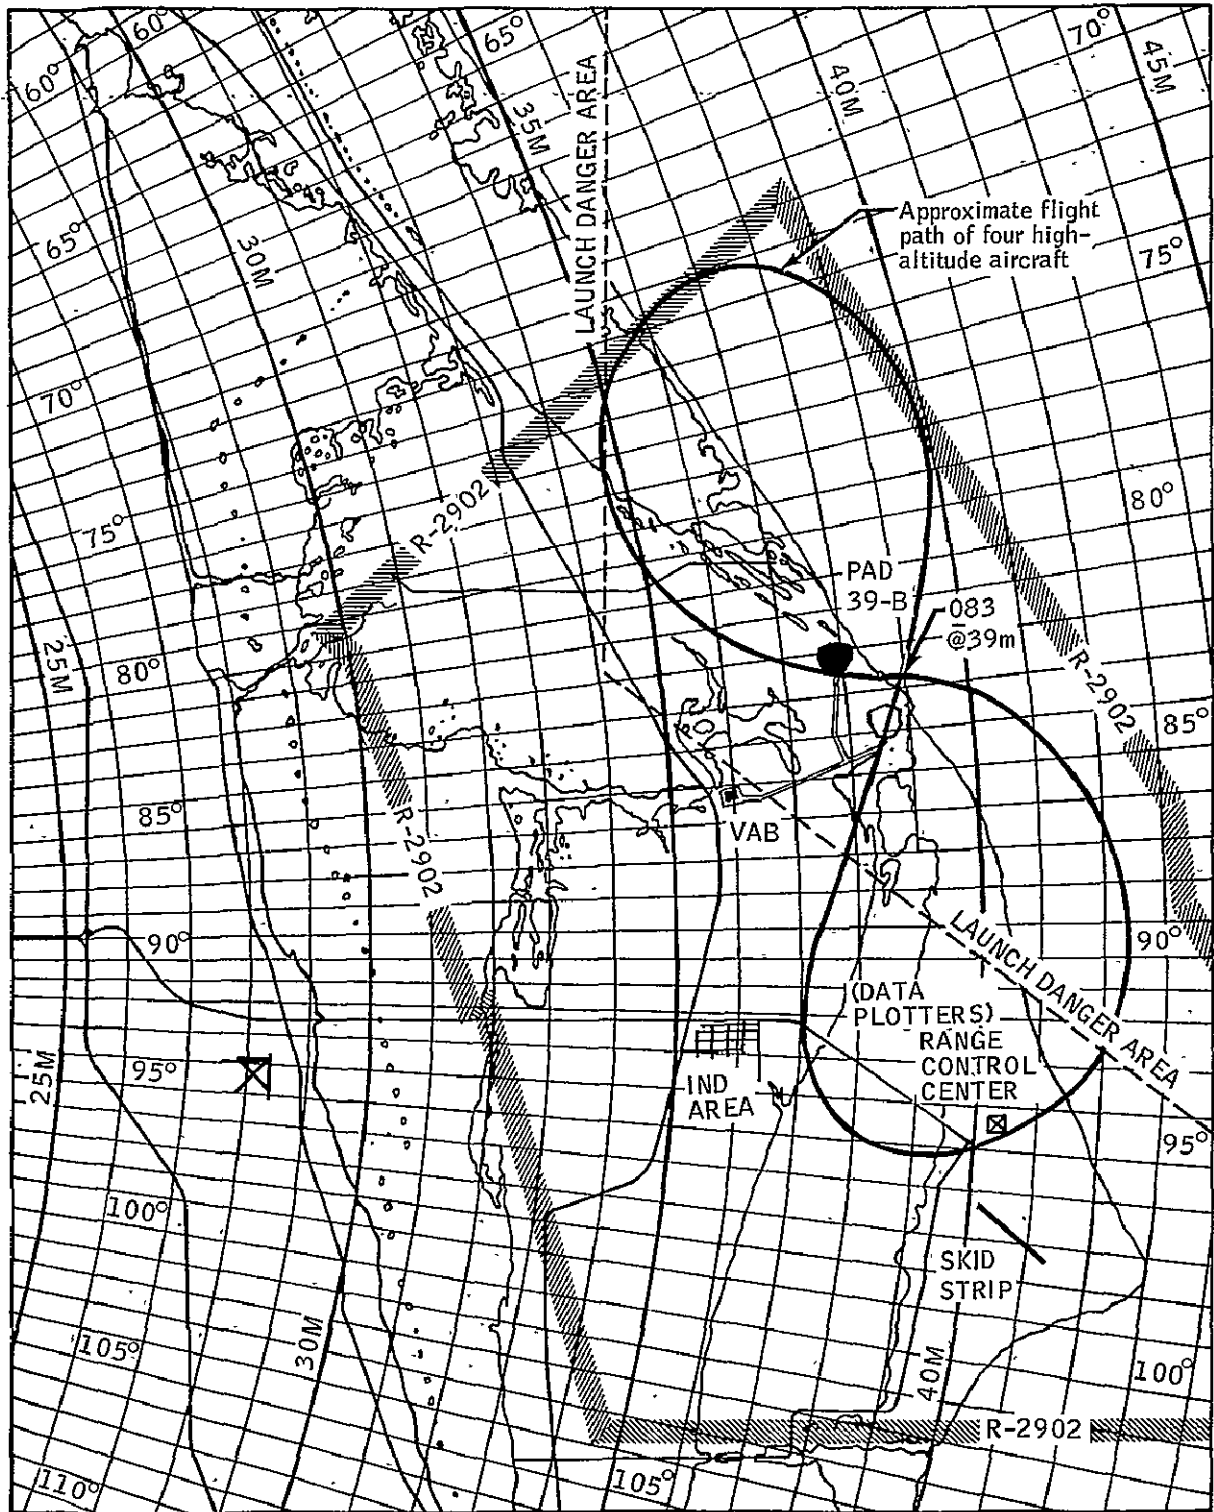 60°
65°
70°
45M
60°
40M
35M
LAUNCH DANGER AREA
Approximate flight
path of four high-
altitude aircraft
65°
30M
75°
70°
R-2902
80°
75°
PAD
39-B
083
@39m
25M
80°
R-2902
85°
85°
VAB
R-2902
90°
90°
LAUNCH DANGER AREA
(DATA
PLOTTERS)
RANGE
CONTROL
CENTER
95°
25M
IND
AREA
95°
100°
SKID
STRIP
105°
30M
40M
100°
R-2902
110°
105°